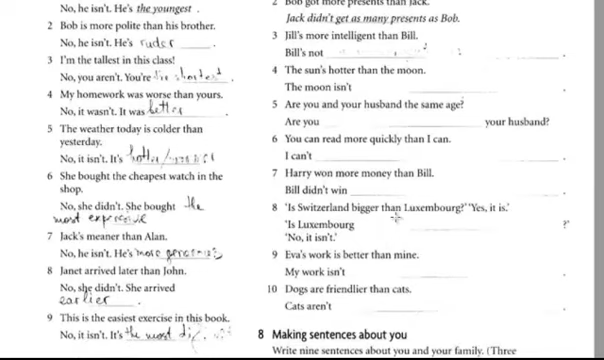 No, he isn't. He's the youngest .
2 Bob is more polite than his brother.
No, he isn't. He's ruder .
3 I'm the tallest in this class!
No, you aren't. You're the shortest .
4 My homework was worse than yours.
No, it wasn't. It was better .
5 The weather today is colder than
yesterday.
No, it isn't. It's hotter/
6 She bought the cheapest watch in the
shop.
No, she didn't. She bought the
most expensive
7 Jack's meaner than Alan.
No, he isn't. He's more generous
8 Janet arrived later than John.
No, she didn't. She arrived
earlier .
9 This is the easiest exercise in this book.
No, it isn't. It's the most
2 Bob got more presents than Jack.
Jack didn't get as many presents as Bob.
3 Jill's more intelligent than Bill.
Bill's not .
4 The sun's hotter than the moon.
The moon isn't .
5 Are you and your husband the same age?
Are you your husband?
6 You can read more quickly than I can.
I can't .
7 Harry won more money than Bill.
Bill didn't win .
8 'Is Switzerland bigger than Luxembourg?' 'Yes, it is.'
'Is Luxembourg ?'
'No, it isn't.'
9 Eva's work is better than mine.
My work isn't .
10 Dogs are friendlier than cats.
Cats aren't .
8 Making sentences about you
Write nine sentences about you and your family. (Three